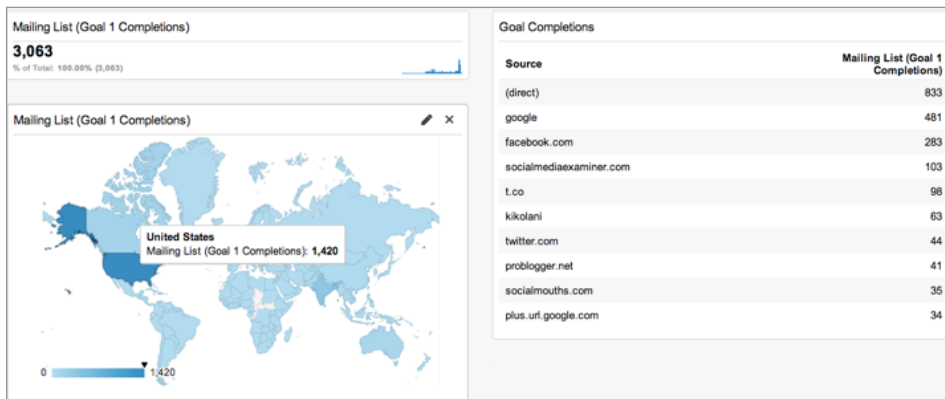 Mailing List (Goal 1 Completions)
3,063
% of Total: 100.00% (3,063)
Mailing List (Goal 1 Completions)
United States
Mailing List (Goal 1 Completions): 1,420
0 1,420
Goal Completions
Source Mailing List (Goal 1 Completions)
(direct) 833
google 481
facebook.com 283
socialmediaexaminer.com 103
t.co 98
kikolani 63
twitter.com 44
problogger.net 41
socialmouths.com 35
plus.url.google.com 34